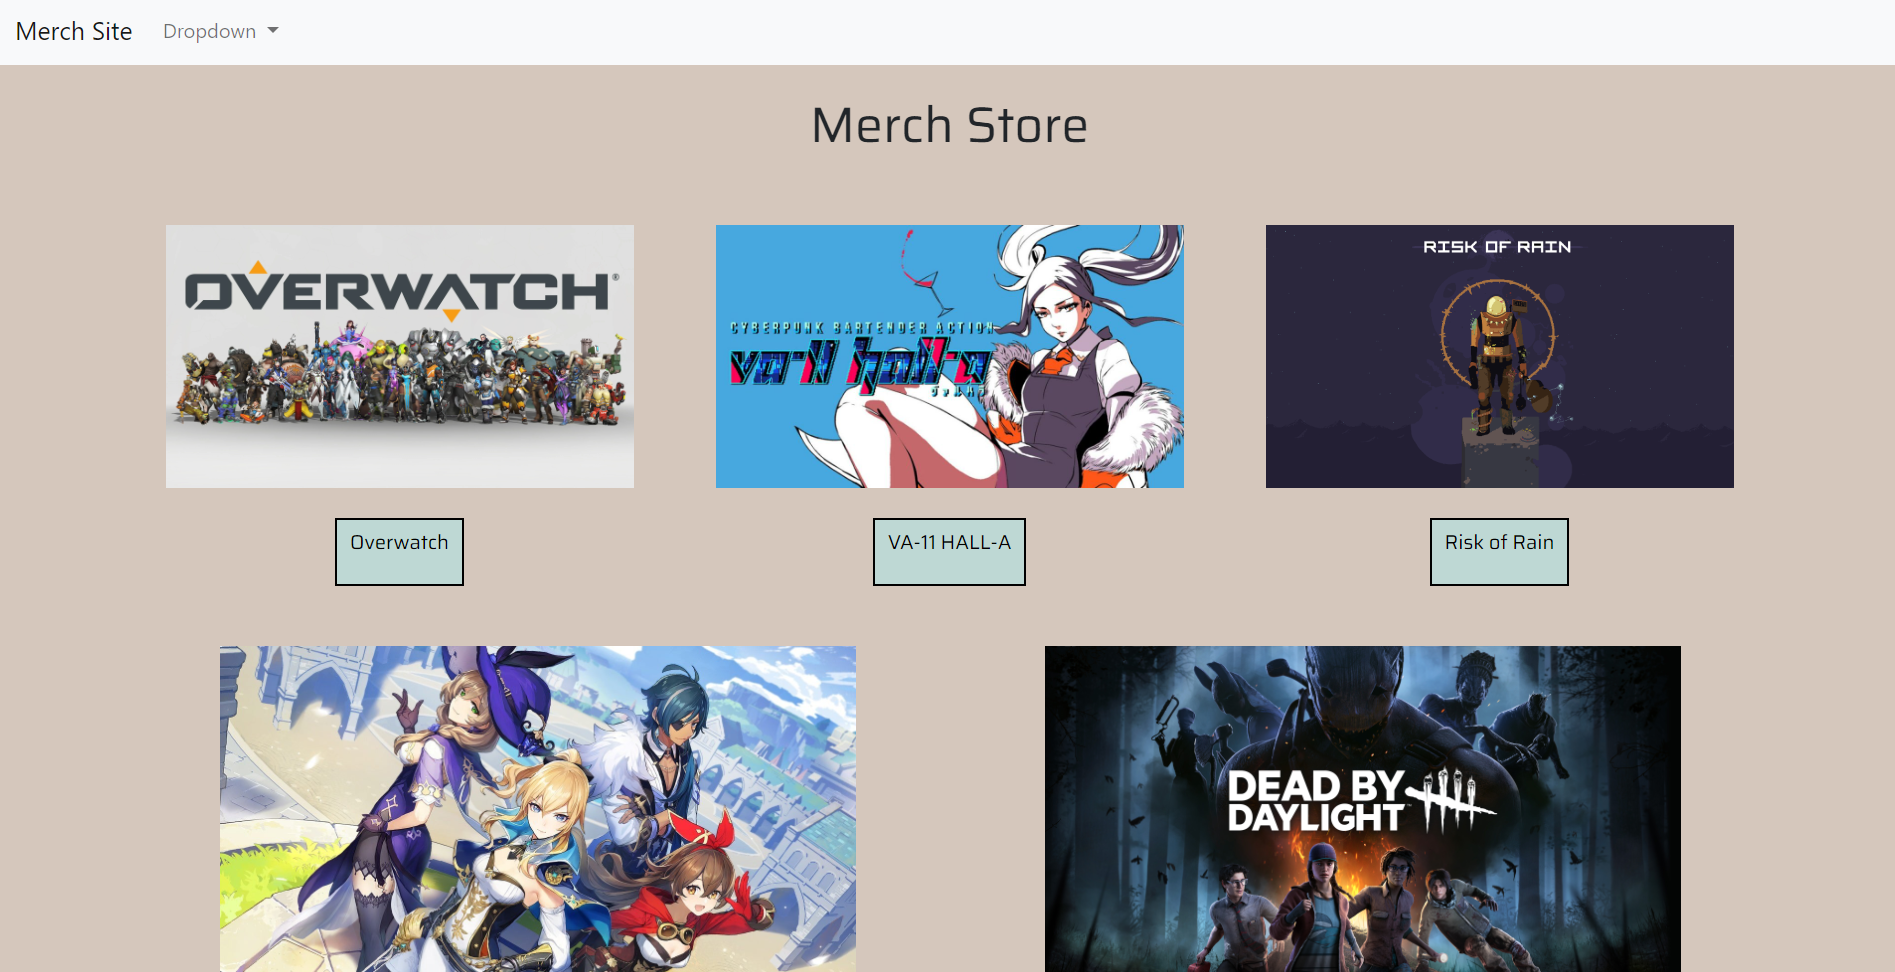 Merch Site Dropdown
Merch Store
OVERWATCH®
CYBERPUNK BARTENDER ACTION
va-11 hall-a
RISK OF RAIN
Overwatch
VA-11 HALL-A
Risk of Rain
DEAD BY
DAYLIGHT